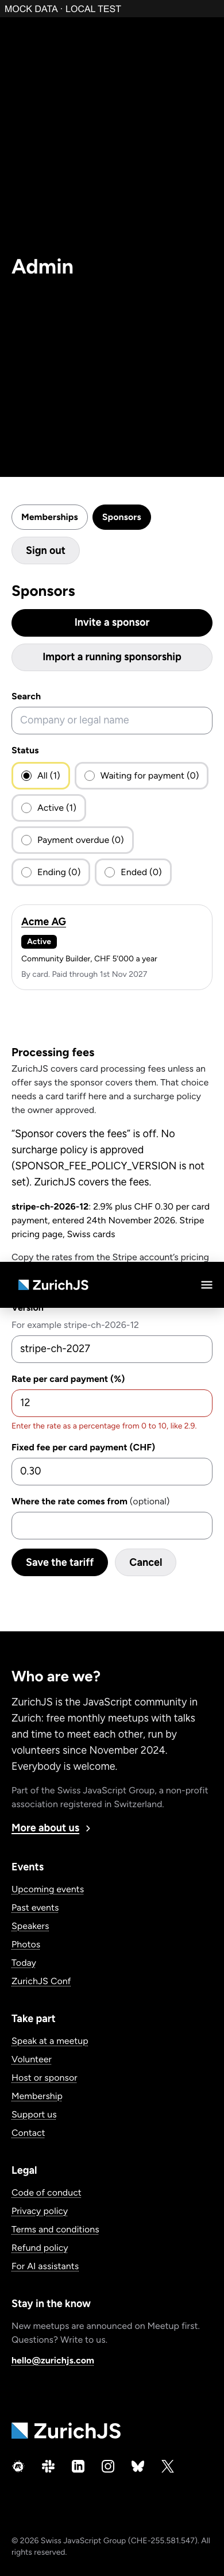 MOCK DATA · LOCAL TEST
Admin
Memberships
Sponsors
Sign out
Sponsors
Invite a sponsor
Import a running sponsorship
Search
Company or legal name
Status
All (1)
Waiting for payment (0)
Active (1)
Payment overdue (0)
Ending (0)
Ended (0)
Acme AG
Active
Community Builder, CHF 5'000 a year
By card. Paid through 1st Nov 2027
Processing fees
ZurichJS covers card processing fees unless an
offer says the sponsor covers them. That choice
needs a card tariff here and a surcharge policy
the owner approved.
“Sponsor covers the fees” is off. No
surcharge policy is approved
(SPONSOR_FEE_POLICY_VERSION is not
set). ZurichJS covers the fees.
stripe-ch-2026-12: 2.9% plus CHF 0.30 per card
payment, entered 24th November 2026. Stripe
pricing page, Swiss cards
Copy the rates from the Stripe account’s pricing
ZurichJS
Version
For example stripe-ch-2026-12
stripe-ch-2027
Rate per card payment (%)
12
Enter the rate as a percentage from 0 to 10, like 2.9.
Fixed fee per card payment (CHF)
0.30
Where the rate comes from (optional)
Save the tariff
Cancel
Who are we?
ZurichJS is the JavaScript community in
Zurich: free monthly meetups with talks
and time to meet each other, run by
volunteers since November 2024.
Everybody is welcome.
Part of the Swiss JavaScript Group, a non-profit
association registered in Switzerland.
More about us
Events
Upcoming events
Past events
Speakers
Photos
Today
ZurichJS Conf
Take part
Speak at a meetup
Volunteer
Host or sponsor
Membership
Support us
Contact
Legal
Code of conduct
Privacy policy
Terms and conditions
Refund policy
For AI assistants
Stay in the know
New meetups are announced on Meetup first.
Questions? Write to us.
hello@zurichjs.com
ZurichJS
© 2026 Swiss JavaScript Group (CHE-255.581.547). All
rights reserved.